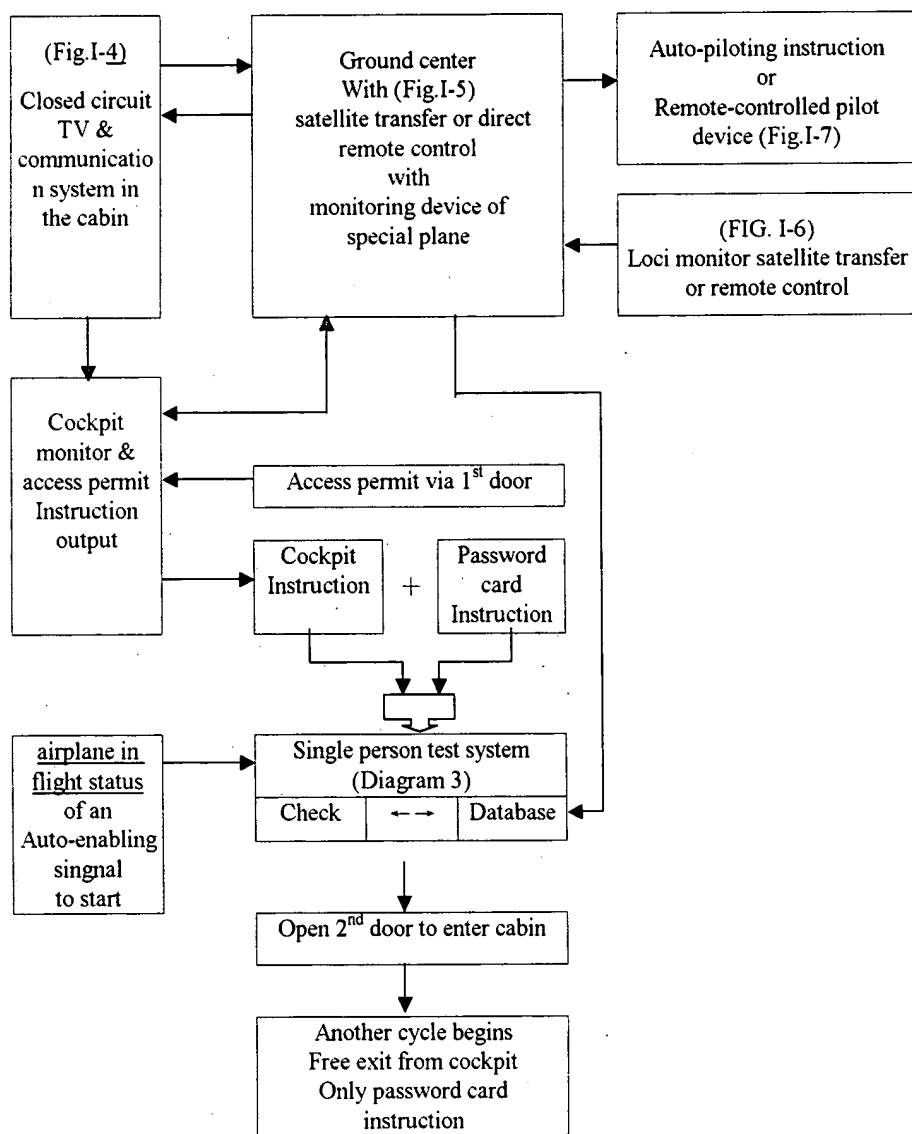 (Fig.I-4)
Closed circuit
TV &
communicatio
n system in
the cabin
Ground center
With (Fig.I-5)
satellite transfer or direct
remote control
with
monitoring device of
special plane
Auto-piloting instruction
or
Remote-controlled pilot
device (Fig.I-7)
(FIG. I-6)
Loci monitor satellite transfer
or remote control
Cockpit
monitor &
access permit
Instruction
output
Access permit via 1st door
Cockpit
Instruction
+
Password
card
Instruction
airplane in
flight status
of an
Auto-enabling
singnal
to start
Single person test system
(Diagram 3)
Check
Database
Open 2nd door to enter cabin
Another cycle begins
Free exit from cockpit
Only password card
instruction